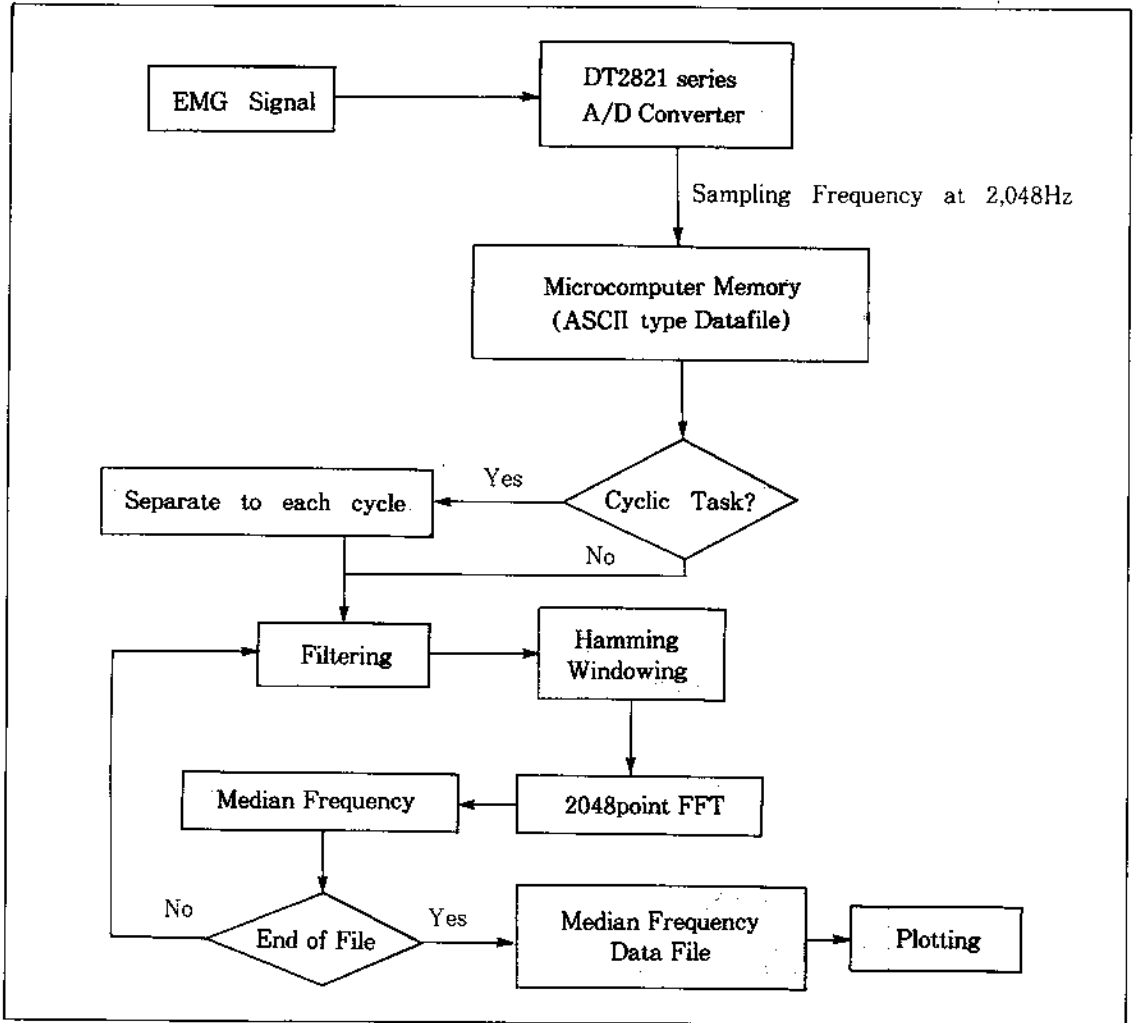 EMG Signal
DT2821 series
A/D Converter
Sampling Frequency at 2,048Hz
Microcomputer Memory
(ASCII type Datafile)
Cyclic Task?
Yes
Separate to each cycle
No
Filtering
Hamming
Windowing
2048point FFT
Median Frequency
End of File
No
Yes
Median Frequency
Data File
Plotting